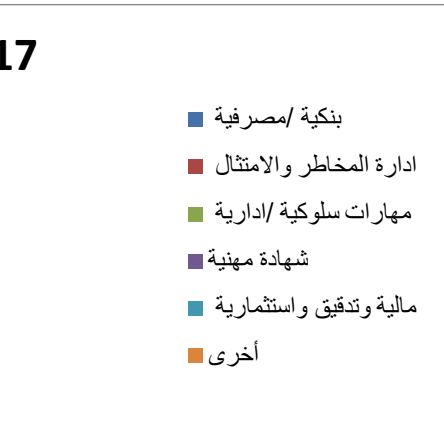 17
بنكية /مصرفية
ادارة المخاطر والامتثال
مهارات سلوكية /ادارية
شهادة مهنية
مالية وتدقيق واستثمارية
أخرى